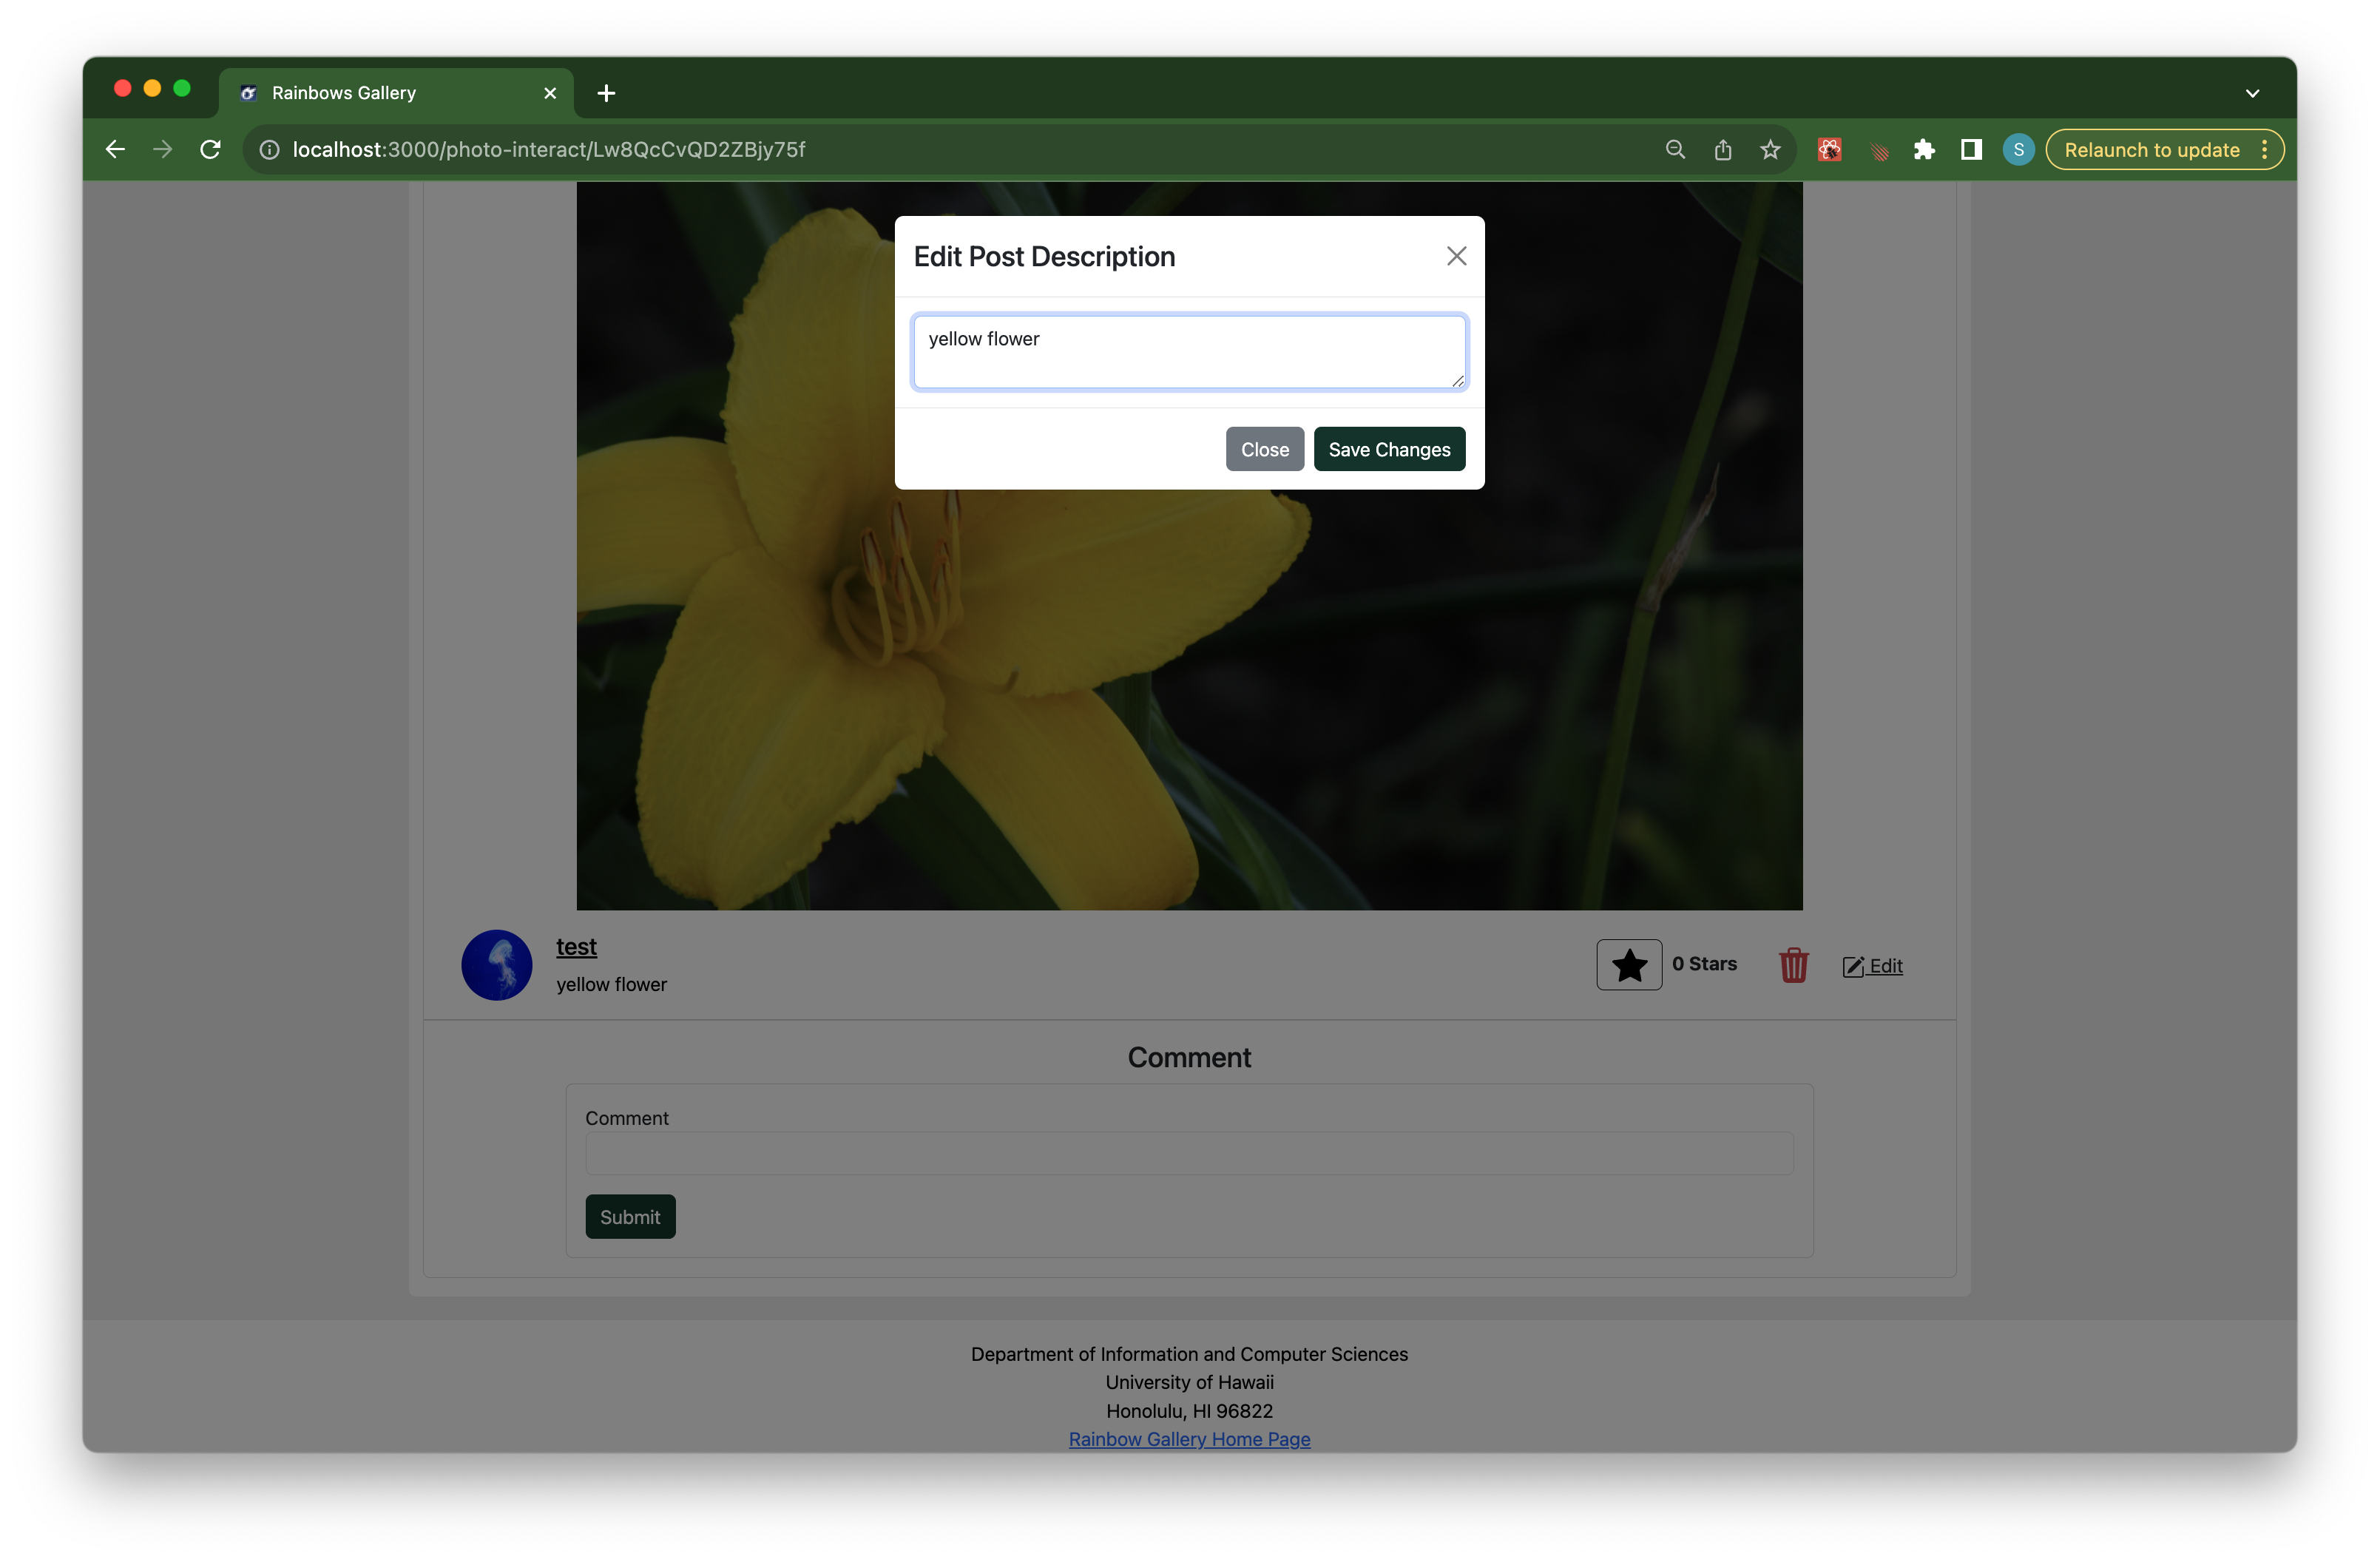 Rainbows Gallery
localhost:3000/photo-interact/Lw8QcCvQD2ZBjy75f
S
Relaunch to update
Edit Post Description
yellow flower
Close
Save Changes
test
yellow flower
0 Stars
Edit
Comment
Comment
Submit
Department of Information and Computer Sciences
University of Hawaii
Honolulu, HI 96822
Rainbow Gallery Home Page